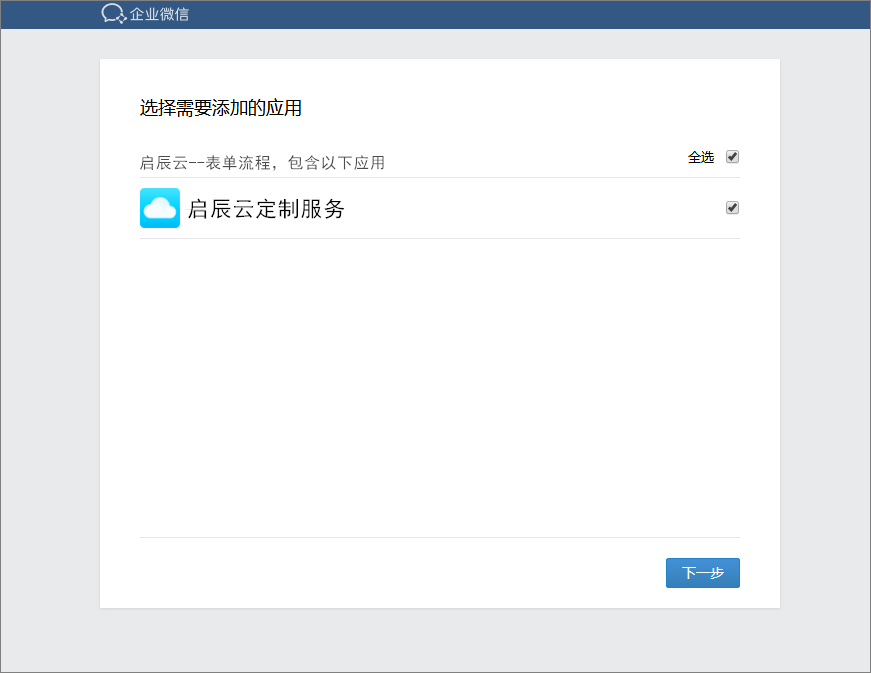 企业微信
选择需要添加的应用
启辰云--表单流程，包含以下应用 全选
启辰云定制服务
下一步